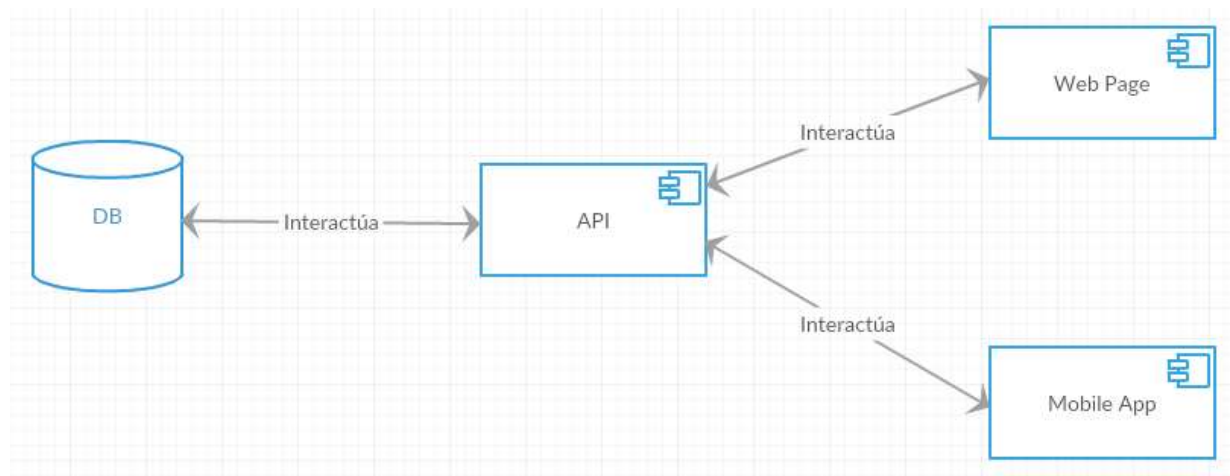 Web Page
Interactúa
DB
Interactúa
API
Interactúa
Mobile App